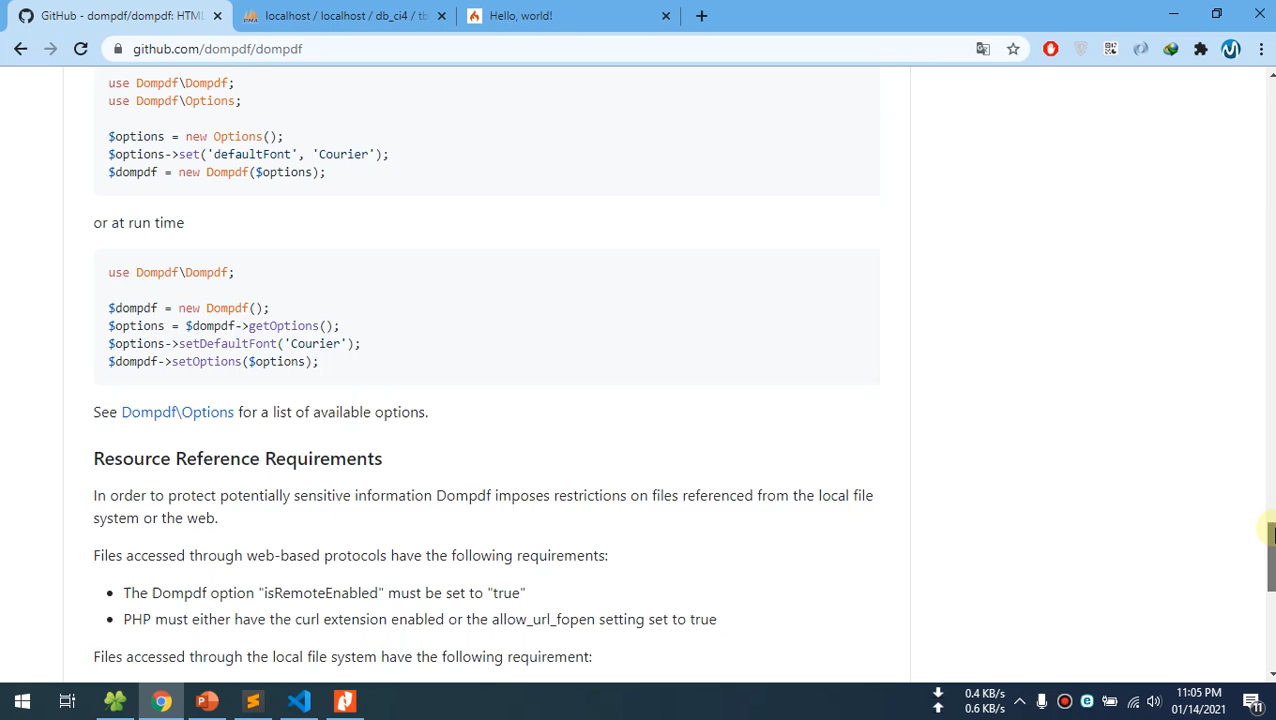 GitHub - dompdf/dompdf: HTML
localhost / localhost / db_ci4 / tb
Hello, world!
github.com/dompdf/dompdf
use Dompdf\Dompdf;
use Dompdf\Options;
$options = new Options();
$options->set('defaultFont', 'Courier');
$dompdf = new Dompdf($options);
or at run time
use Dompdf\Dompdf;
$dompdf = new Dompdf();
$options = $dompdf->getOptions();
$options->setDefaultFont('Courier');
$dompdf->setOptions($options);
See Dompdf\Options for a list of available options.
Resource Reference Requirements
In order to protect potentially sensitive information Dompdf imposes restrictions on files referenced from the local file
system or the web.
Files accessed through web-based protocols have the following requirements:
• The Dompdf option "isRemoteEnabled" must be set to "true"
• PHP must either have the curl extension enabled or the allow_url_fopen setting set to true
Files accessed through the local file system have the following requirement:
0.4 KB/s
0.6 KB/s
11:05 PM
01/14/2021
11